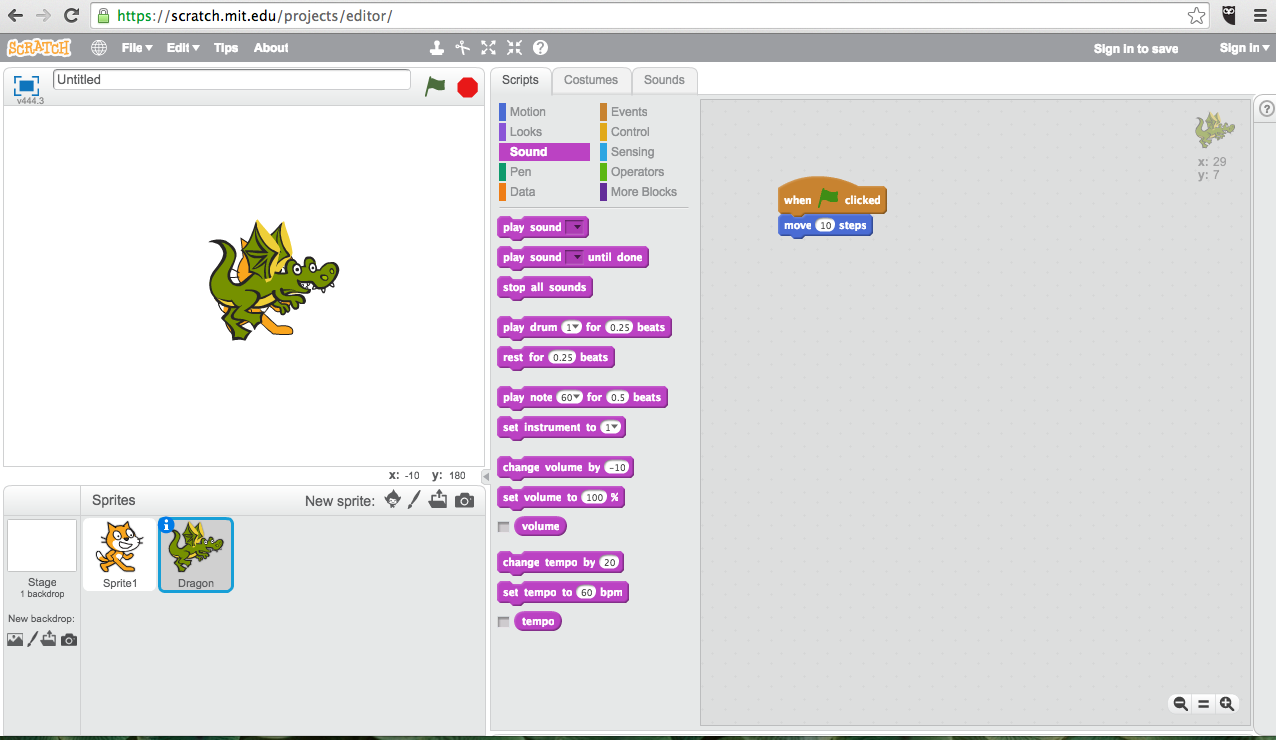 https://scratch.mit.edu/projects/editor/
SCRATCH File Edit Tips About Sign in to save Sign in
Untitled
v444.3
Scripts Costumes Sounds
Motion Events
Looks Control
Sound Sensing
Pen Operators
Data More Blocks
play sound
play sound until done
stop all sounds
play drum 1 for 0.25 beats
rest for 0.25 beats
play note 60 for 0.5 beats
set instrument to 1
change volume by -10
set volume to 100 %
volume
change tempo by 20
set tempo to 60 bpm
tempo
when clicked
move 10 steps
x: 29
y: 7
x: -10 y: 180
Sprites New sprite:
Stage
1 backdrop
New backdrop:
Sprite1
Dragon